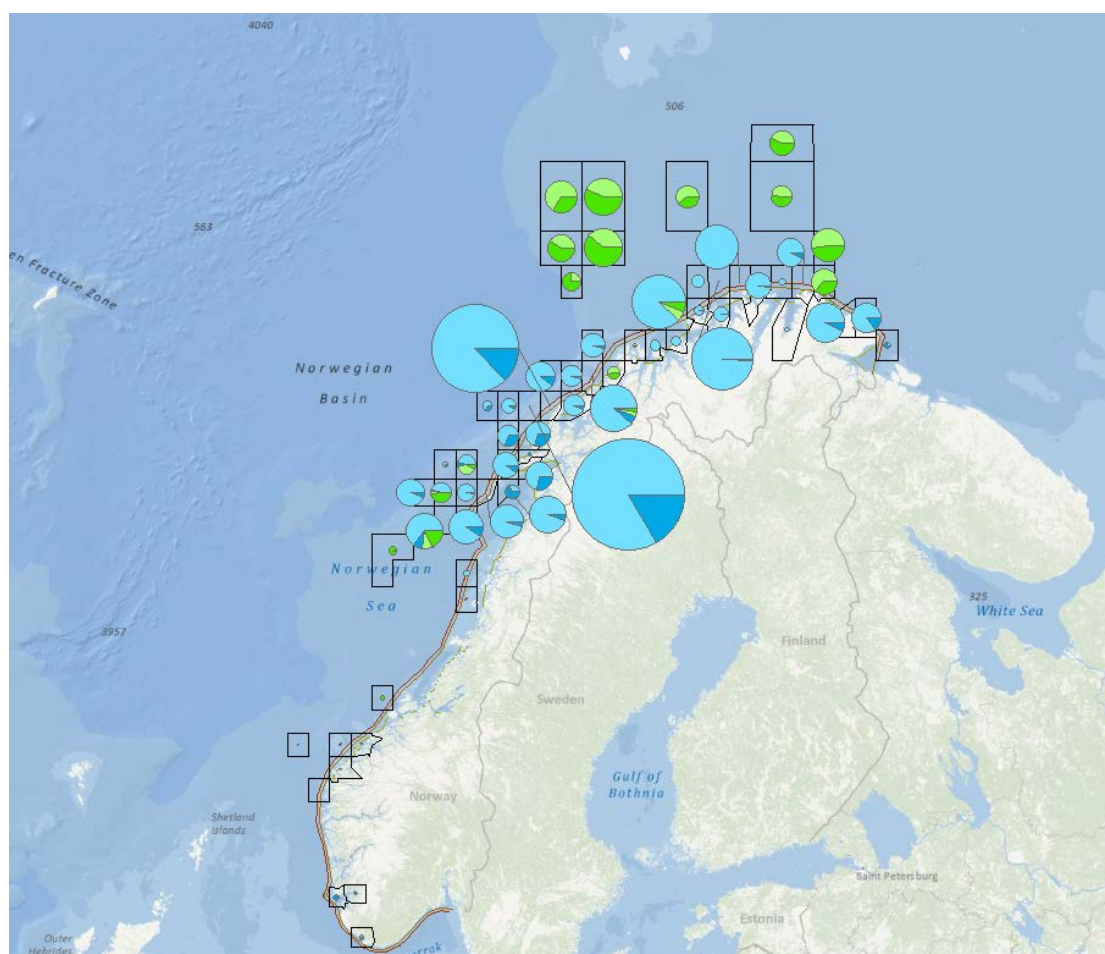 4040
506
563
en Fracture Zone
Norwegian
Basin
Norwegian
Sea
3957
325
White Sea
Finland
Sweden
Gulf of
Bothnia
Norway
Shetland
Islands
Saint Petersburg
Estonia
Outer
Hebrides
rrak